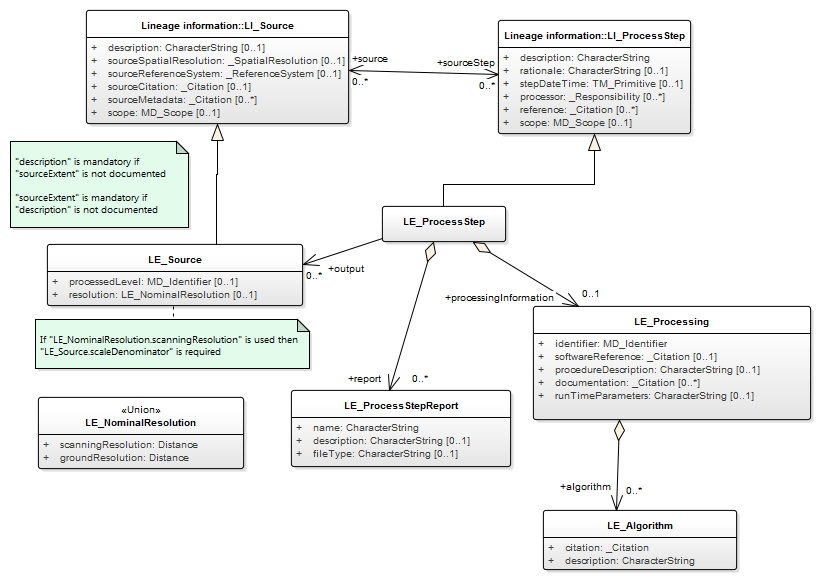 Lineage information::LI_Source
+ description: CharacterString [0..1]
+ sourceSpatialResolution: _SpatialResolution [0..1]
+ sourceReferenceSystem: _ReferenceSystem [0..1]
+ sourceCitation: _Citation [0..1]
+ sourceMetadata: _Citation [0..*]
+ scope: MD_Scope [0..1]
+source
0..*
+sourceStep
0..*
Lineage information::LI_ProcessStep
+ description: CharacterString
+ rationale: CharacterString [0..1]
+ stepDateTime: TM_Primitive [0..1]
+ processor: _Responsibility [0..*]
+ reference: _Citation [0..*]
+ scope: MD_Scope [0..1]
"description" is mandatory if
"sourceExtent" is not documented
"sourceExtent" is mandatory if
"description" is not documented
LE_ProcessStep
LE_Source
+ processedLevel: MD_Identifier [0..1]
+ resolution: LE_NominalResolution [0..1]
0..*
+output
+processingInformation
0..1
If "LE_NominalResolution.scanningResolution" is used then
"LE_Source.scaleDenominator" is required
LE_Processing
+ identifier: MD_Identifier
+ softwareReference: _Citation [0..1]
+ procedureDescription: CharacterString [0..1]
+ documentation: _Citation [0..*]
+ runTimeParameters: CharacterString [0..1]
+report
0..*
«Union»
LE_NominalResolution
+ scanningResolution: Distance
+ groundResolution: Distance
LE_ProcessStepReport
+ name: CharacterString
+ description: CharacterString [0..1]
+ fileType: CharacterString [0..1]
+algorithm
0..*
LE_Algorithm
+ citation: _Citation
+ description: CharacterString